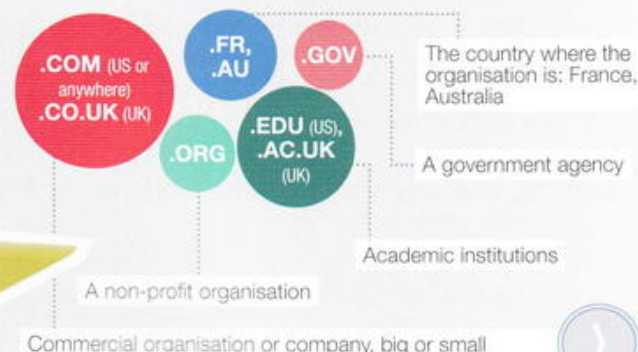 .COM (US or
anywhere)
.CO.UK (UK)
.FR,
.AU
.GOV
.ORG
.EDU (US),
.AC.UK
(UK)
The country where the
organisation is: France,
Australia
A government agency
Academic institutions
A non-profit organisation
Commercial organisation or company, big or small